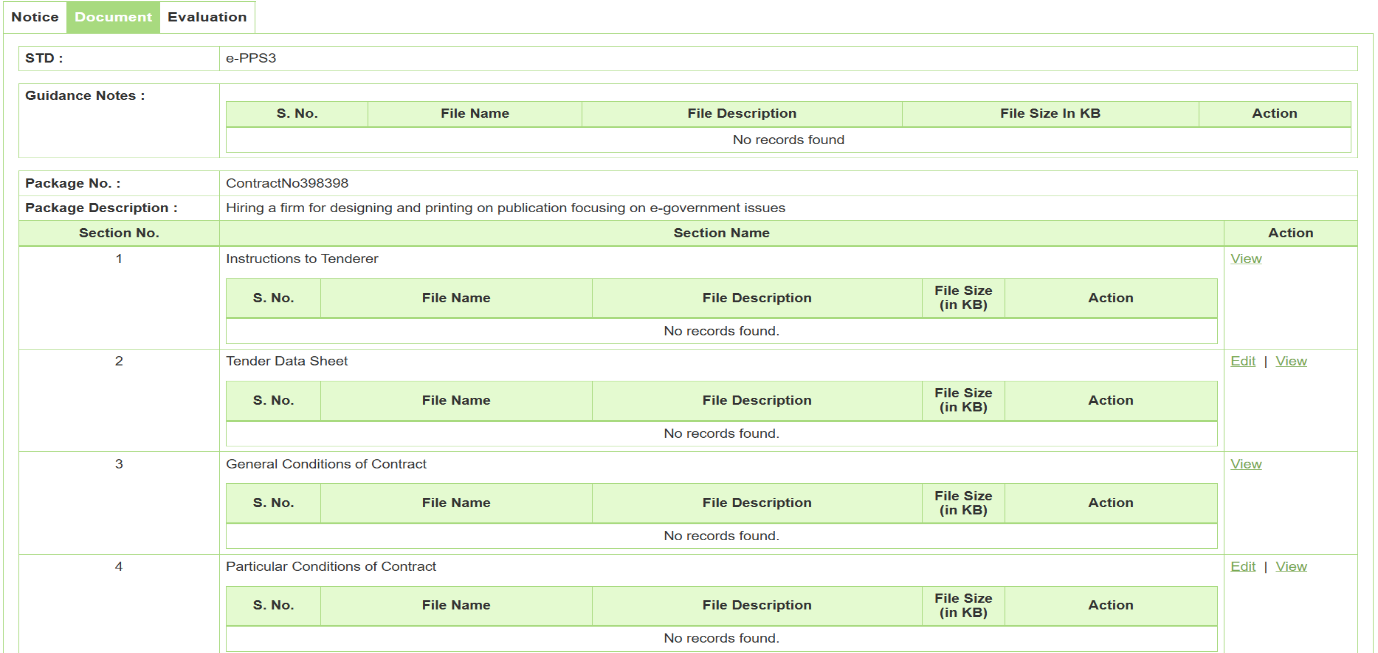 Notice Document Evaluation
STD : e-PPS3
Guidance Notes :
S. No. File Name File Description File Size In KB Action
No records found
Package No. : ContractNo398398
Package Description : Hiring a firm for designing and printing on publication focusing on e-government issues
Section No. Section Name Action
1 Instructions to Tenderer View
S. No. File Name File Description File Size (in KB) Action
No records found.
2 Tender Data Sheet Edit | View
S. No. File Name File Description File Size (in KB) Action
No records found.
3 General Conditions of Contract View
S. No. File Name File Description File Size (in KB) Action
No records found.
4 Particular Conditions of Contract Edit | View
S. No. File Name File Description File Size (in KB) Action
No records found.